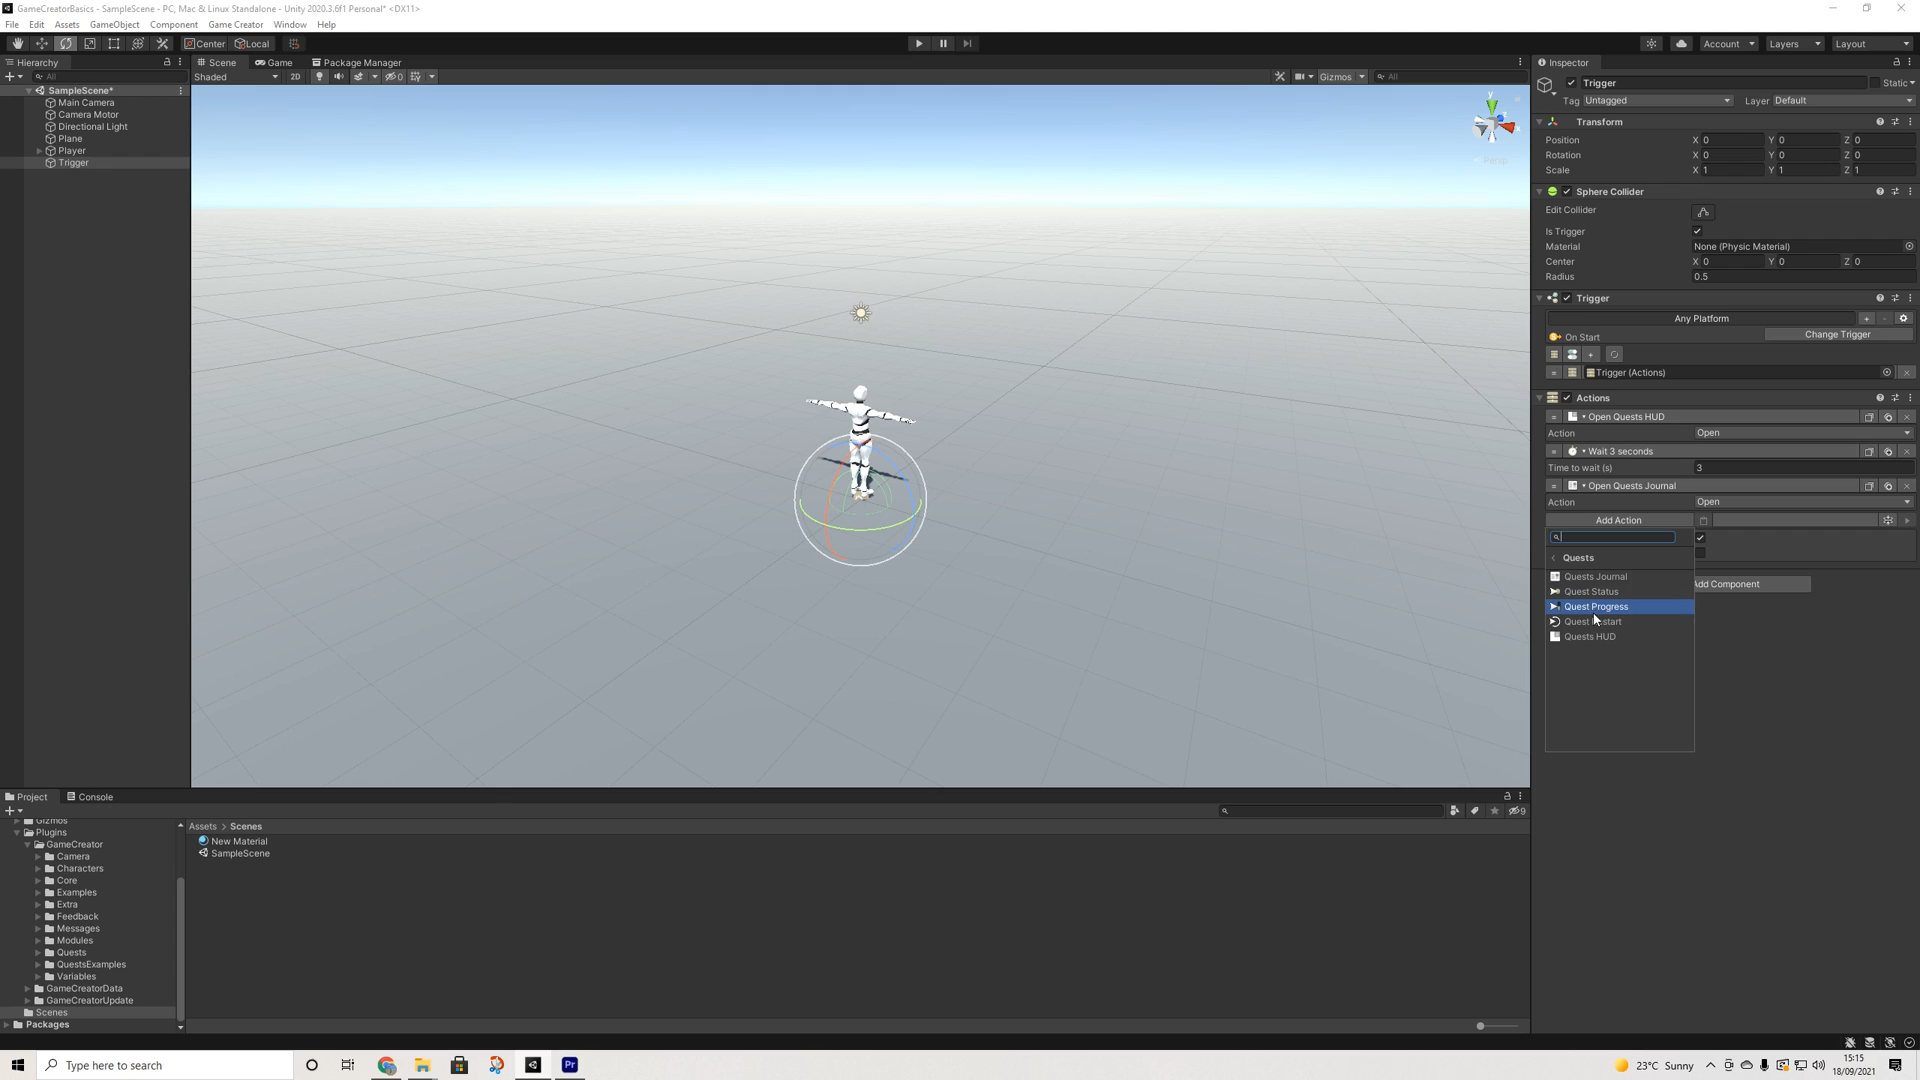 GameCreatorBasics - SampleScene - PC, Mac & Linux Standalone - Unity 2020.3.6f1 Personal* <DX11>
File Edit Assets GameObject Component Game Creator Window Help
Center Local Account Layers Layout
Hierarchy Scene Game Package Manager Inspector
All Shaded 2D 0 Gizmos All
SampleScene*
Main Camera
Camera Motor
Directional Light
Plane
Player
Trigger
y
Persp
Trigger Static
Tag Untagged Layer Default
Transform
Position X 0 Y 0 Z 0
Rotation X 0 Y 0 Z 0
Scale X 1 Y 1 Z 1
Sphere Collider
Edit Collider
Is Trigger
Material None (Physic Material)
Center X 0 Y 0 Z 0
Radius 0.5
Trigger
Any Platform
On Start Change Trigger
Trigger (Actions)
Actions
Open Quests HUD
Action Open
Wait 3 seconds
Time to wait (s) 3
Open Quests Journal
Action Open
Add Action
Quests
Quests Journal
Add Component
Quest Status
Quest Progress
Quests HUD
Project Console
9
Gizmos
Plugins
GameCreator
Camera
Characters
Core
Examples
Extra
Feedback
Messages
Modules
Quests
QuestsExamples
Variables
GameCreatorData
GameCreatorUpdate
Scenes
Packages
Assets > Scenes
New Material
SampleScene
Type here to search
Pr
23°C Sunny
15:15
18/09/2021